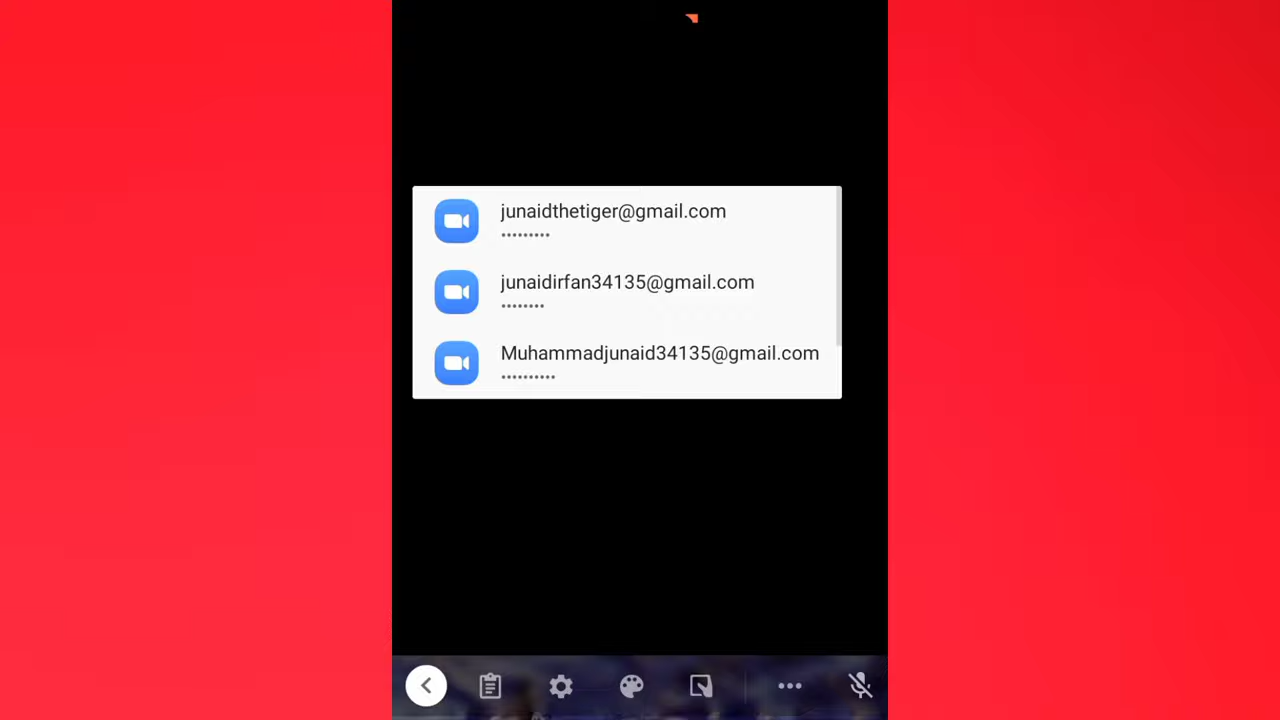 junaidthetiger@gmail.com
•••••••••
junaidirfan34135@gmail.com
••••••••
Muhammadjunaid34135@gmail.com
••••••••••